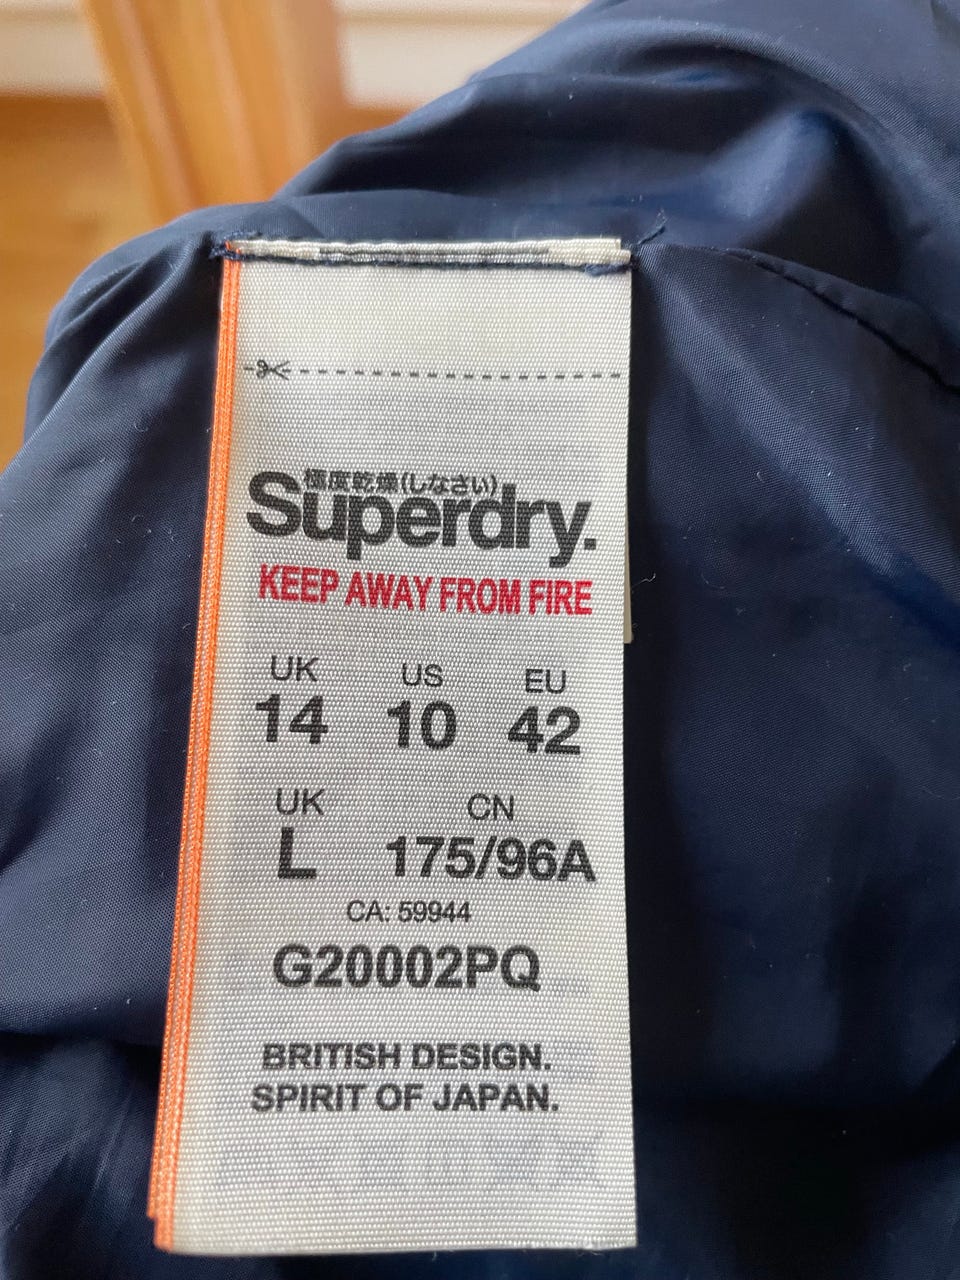 極度乾燥(しなさい)
Superdry.
KEEP AWAY FROM FIRE
UK US EU
14 10 42
UK CN
L 175/96A
CA: 59944
G20002PQ
BRITISH DESIGN.
SPIRIT OF JAPAN.